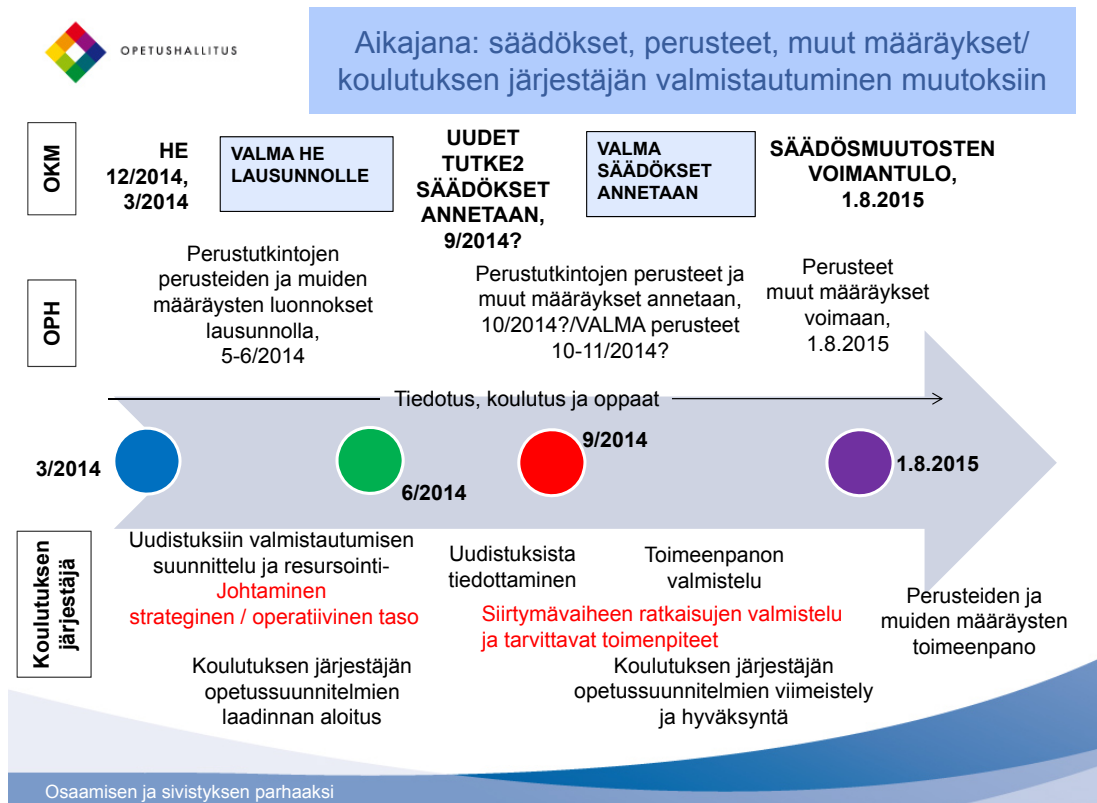 OPETUSHALLITUS
Aikajana: säädökset, perusteet, muut määräykset/
koulutuksen järjestäjän valmistautuminen muutoksiin
OKM
HE
12/2014,
3/2014
VALMA HE
LAUSUNNOLLE
UUDET
TUTKE2
SÄÄDÖKSET
ANNETAAN,
9/2014?
VALMA
SÄÄDÖKSET
ANNETAAN
SÄÄDÖSMUUTOSTEN
VOIMANTULO,
1.8.2015
OPH
Perustutkintojen
perusteiden ja muiden
määräysten luonnokset
lausunnolla,
5-6/2014
Perustutkintojen perusteet ja
muut määräykset annetaan,
10/2014?/VALMA perusteet
10-11/2014?
Perusteet
muut määräykset
voimaan,
1.8.2015
Tiedotus, koulutus ja oppaat
3/2014
6/2014
9/2014
1.8.2015
Koulutuksen
järjestäjä
Uudistuksiin valmistautumisen
suunnittelu ja resursointi-
Johtaminen
strateginen / operatiivinen taso
Koulutuksen järjestäjän
opetussuunnitelmien
laadinnan aloitus
Uudistuksista
tiedottaminen
Toimeenpanon
valmistelu
Siirtymävaiheen ratkaisujen valmistelu
ja tarvittavat toimenpiteet
Koulutuksen järjestäjän
opetussuunnitelmien viimeistely
ja hyväksyntä
Perusteiden ja
muiden määräysten
toimeenpano
Osaamisen ja sivistyksen parhaaksi